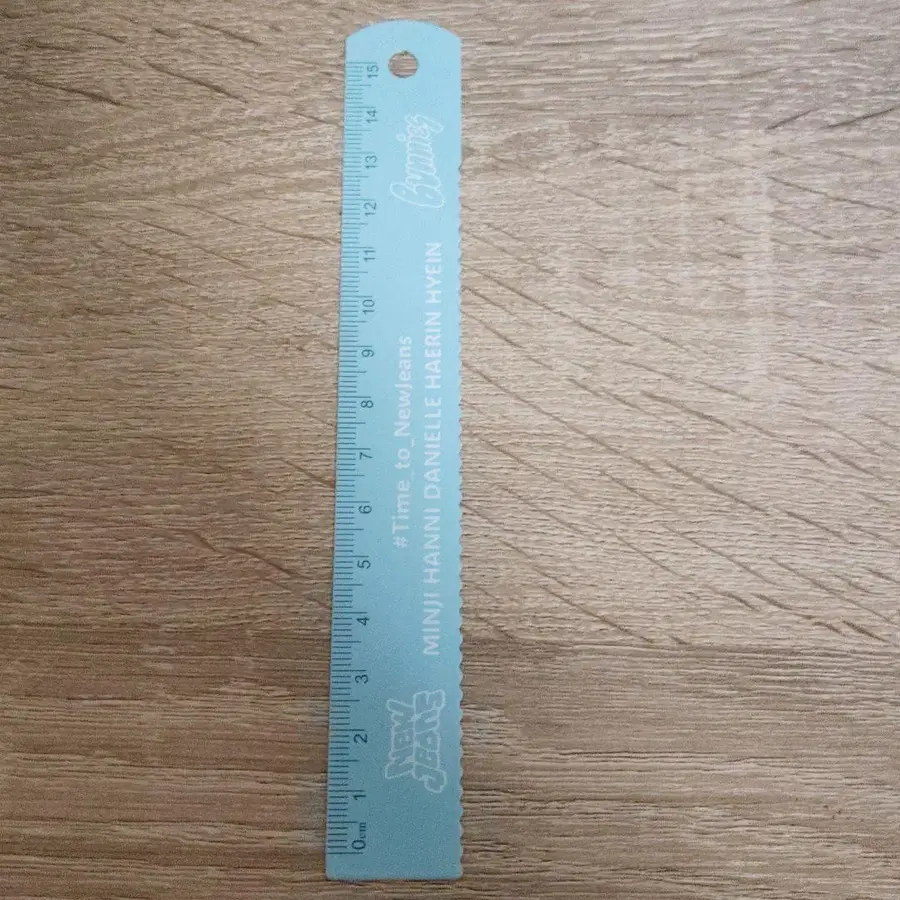 #Time_to_NewJeans
MINJI HANNI DANIELLE HAERIN HYEIN
NEW
JEANS
Bunnies
0cm 1 2 3 4 5 6 7 8 9 10 11 12 13 14 15